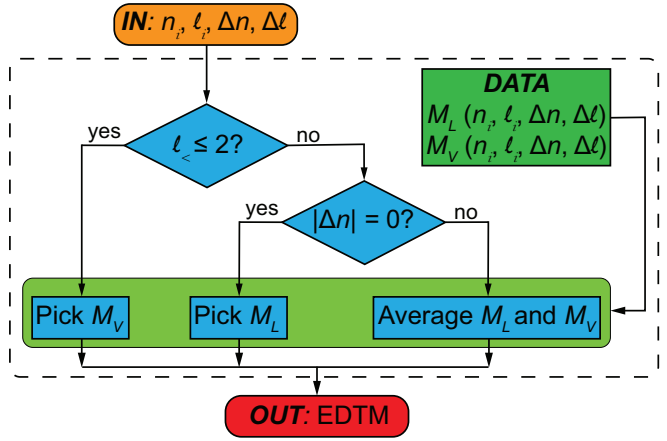 IN: nᵢ, ℓᵢ, Δn, Δℓ
DATA
M_L (nᵢ, ℓᵢ, Δn, Δℓ)
M_V (nᵢ, ℓᵢ, Δn, Δℓ)
yes
ℓ_< ≤ 2?
no
yes
|Δn| = 0?
no
Pick M_V
Pick M_L
Average M_L and M_V
OUT: EDTM